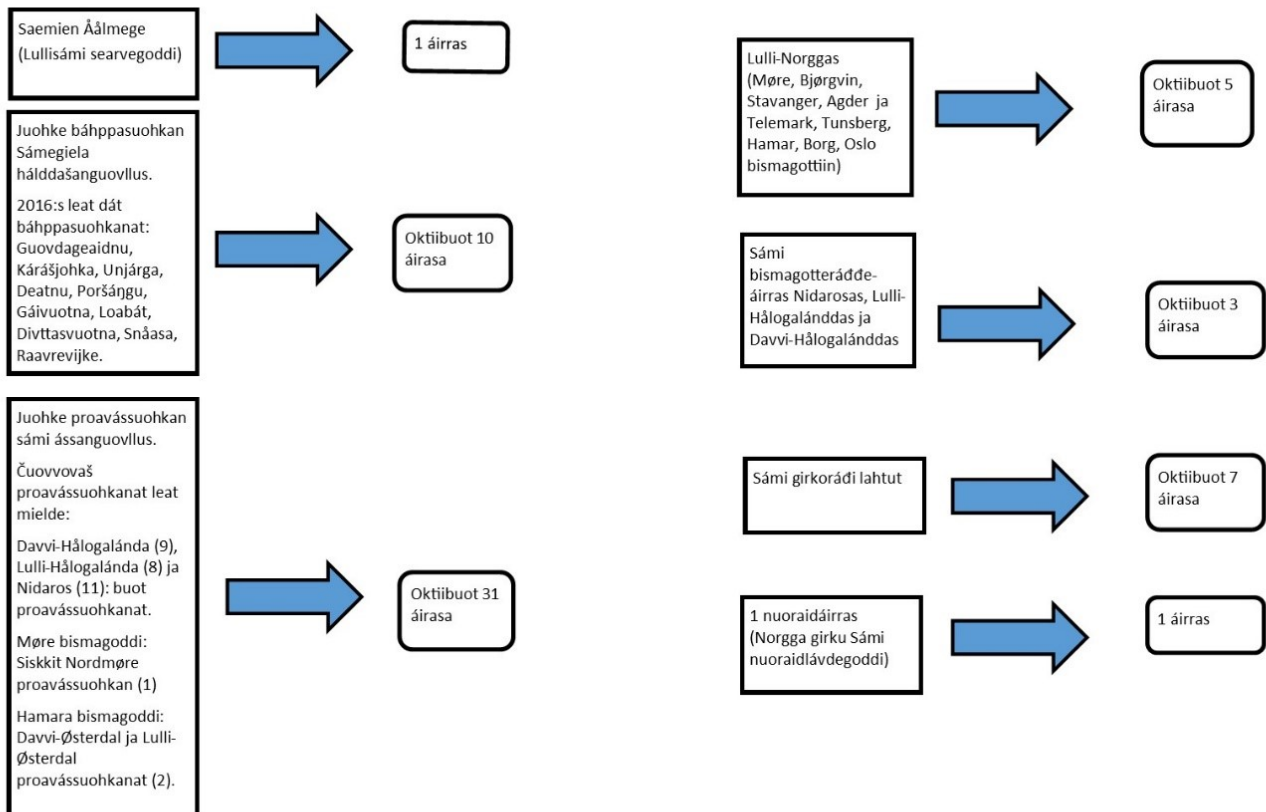 Saemien Åålmege
(Lullisámi searvegoddi)
1 áirras
Juohke báhppasuohkan
Sámegiela
hálddašanguovllus.
2016:s leat dát
báhppasuohkanat:
Guovdageaidnu,
Kárášjohka, Unjárga,
Deatnu, Poršáŋgu,
Gáivuotna, Loabát,
Divttasvuotna, Snåasa,
Raavrevijke.
Oktiibuot 10
áirasa
Juohke proavássuohkan
sámi ássanguovllus.
Čuovvovaš
proavássuohkanat leat
mielde:
Davvi-Hålogalánda (9),
Lulli-Hålogalánda (8) ja
Nidaros (11): buot
proavássuohkanat.
Møre bismagoddi:
Siskkit Nordmøre
proavássuohkan (1)
Hamara bismagoddi:
Davvi-Østerdal ja Lulli-
Østerdal
proavássuohkanat (2).
Oktiibuot 31
áirasa
Lulli-Norggas
(Møre, Bjørgvin,
Stavanger, Agder ja
Telemark, Tunsberg,
Hamar, Borg, Oslo
bismagottiin)
Oktiibuot 5
áirasa
Sámi
bismagotteráđđe-
áirras Nidarosas, Lulli-
Hålogalánddas ja
Davvi-Hålogalánddas
Oktiibuot 3
áirasa
Sámi girkoráđi lahtut
Oktiibuot 7
áirasa
1 nuoraidáirras
(Norgga girku Sámi
nuoraidlávdegoddi)
1 áirras